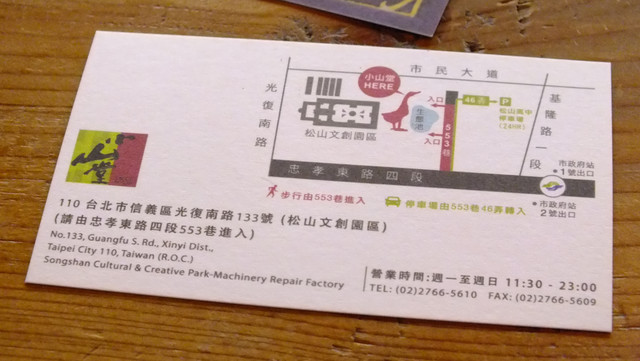 市民大道
小山堂
HERE
光復南路
松山文創園區
入口
46弄
P
松山高中
停車場
(24HR)
生態池
553巷
入口
基隆路一段
忠孝東路四段
市政府站
*1號出口
*市政府站
2號出口
步行由553巷進入
停車場由553巷46弄轉入
小山堂
110 台北市信義區光復南路133號 (松山文創園區)
(請由忠孝東路四段553巷進入)
No.133, Guangfu S. Rd., Xinyi Dist.,
Taipei City 110, Taiwan (R.O.C.)
Songshan Cultural & Creative Park-Machinery Repair Factory
營業時間:週一至週日 11:30 - 23:00
TEL: (02)2766-5610 FAX: (02)2766-5609